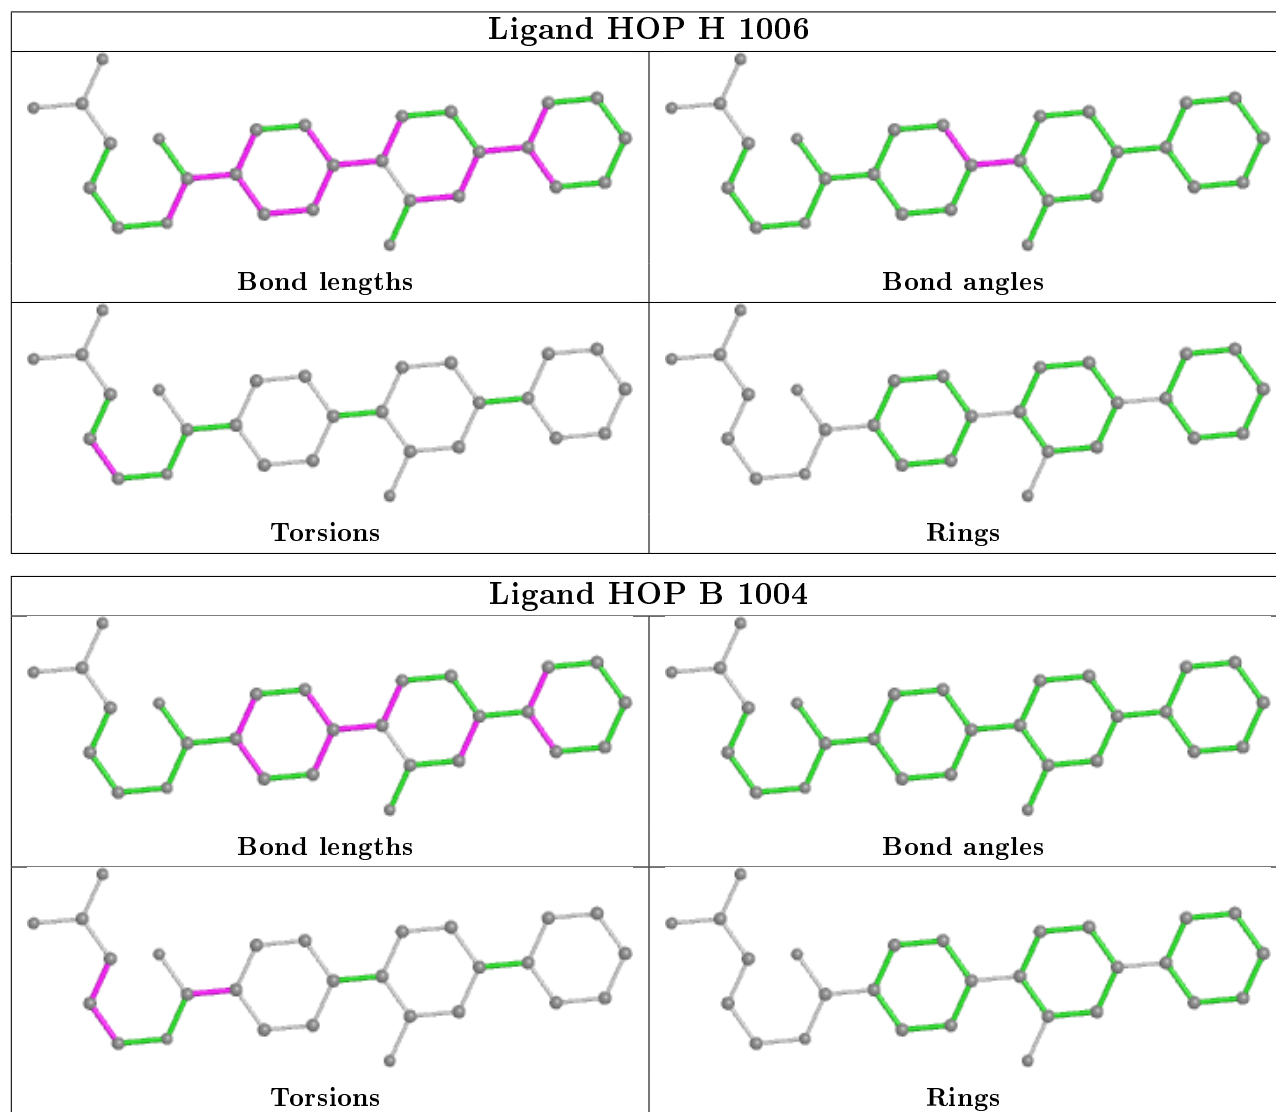 Ligand HOP H 1006
Bond lengths
Bond angles
Torsions
Rings
Ligand HOP B 1004
Bond lengths
Bond angles
Torsions
Rings